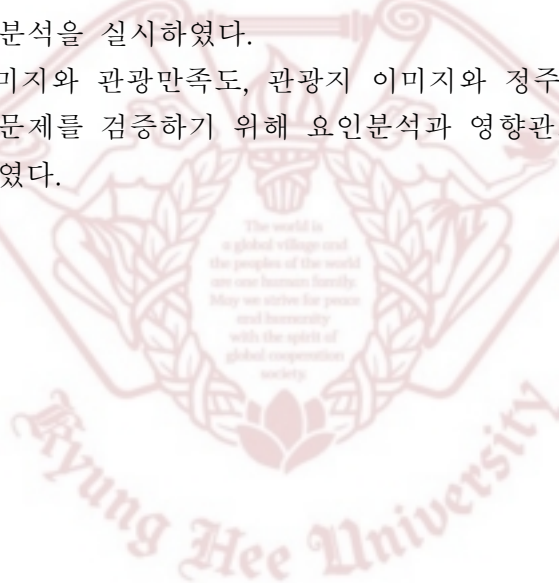 분석을 실시하였다.
미지와 관광만족도, 관광지 이미지와 정주
문제를 검증하기 위해 요인분석과 영향관
였다.
The world is
a global village and
the peoples of the world
are one human family.
May we strive for peace
and humanity
with the spirit of
global cooperation
society.
Kyung Hee University